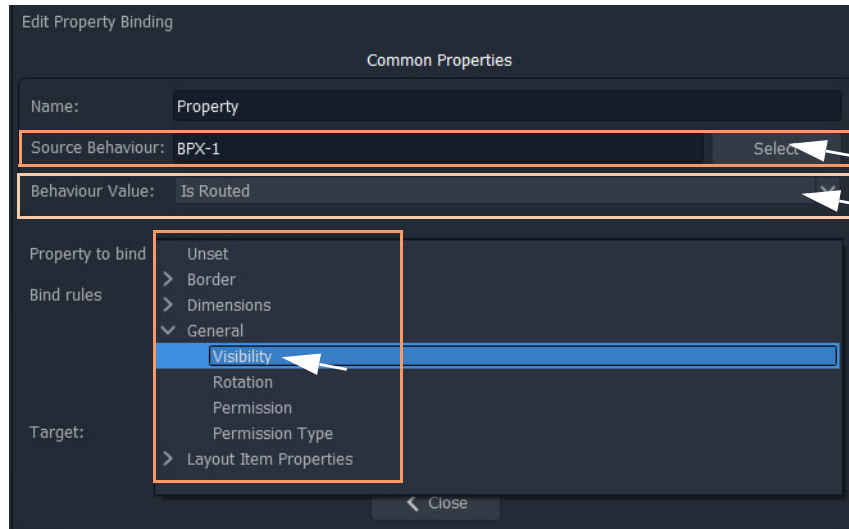 Edit Property Binding
Common Properties
Name: Property
Source Behaviour: BPX-1 Select
Behaviour Value: Is Routed
Property to bind Unset
Border
Bind rules
Dimensions
General
Visibility
Rotation
Permission
Target: Permission Type
Layout Item Properties
Close